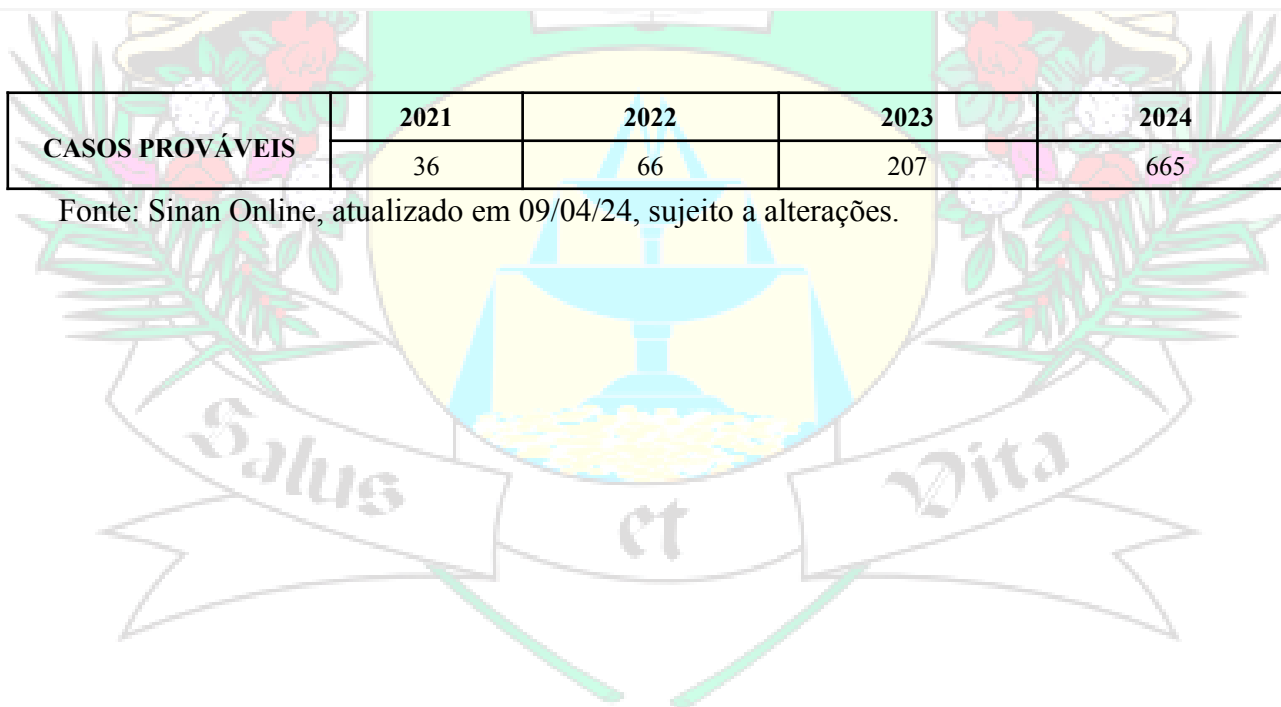 CASOS PROVÁVEIS
2021 2022 2023 2024
36 66 207 665
Fonte: Sinan Online, atualizado em 09/04/24, sujeito a alterações.
Salus et Vita